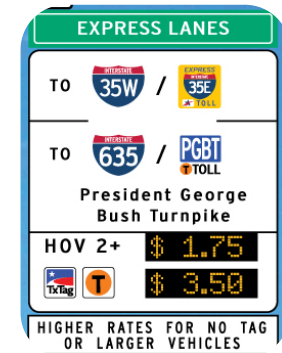 EXPRESS LANES
TO INTERSTATE 35W / EXPRESS INTERSTATE 35E TOLL
TO INTERSTATE 635 / PGBT T TOLL
President George
Bush Turnpike
HOV 2+ $ 1.75
TxTag T $ 3.50
HIGHER RATES FOR NO TAG
OR LARGER VEHICLES